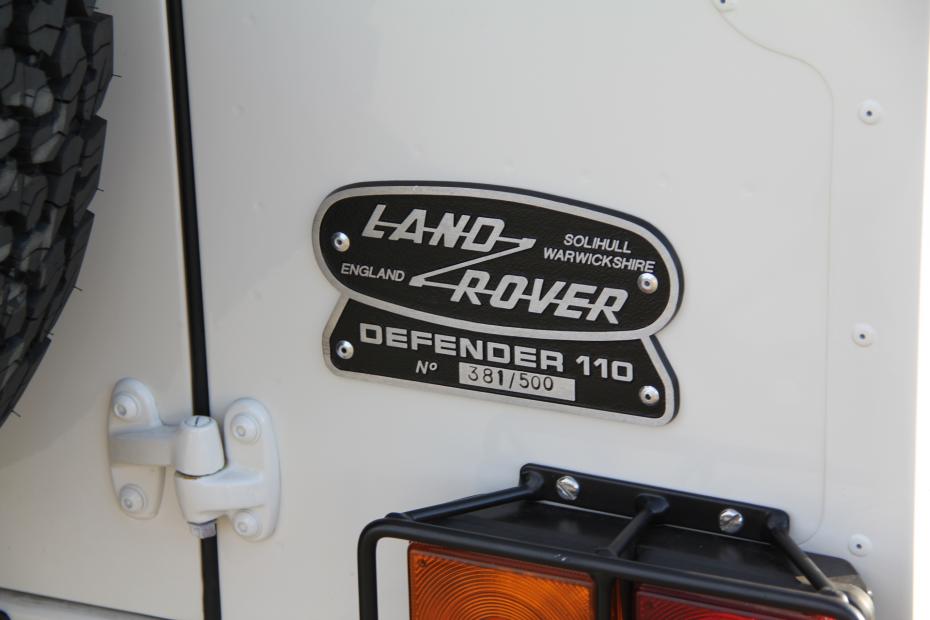 LAND
ROVER
SOLIHULL
WARWICKSHIRE
ENGLAND
DEFENDER 110
Nº 381/500